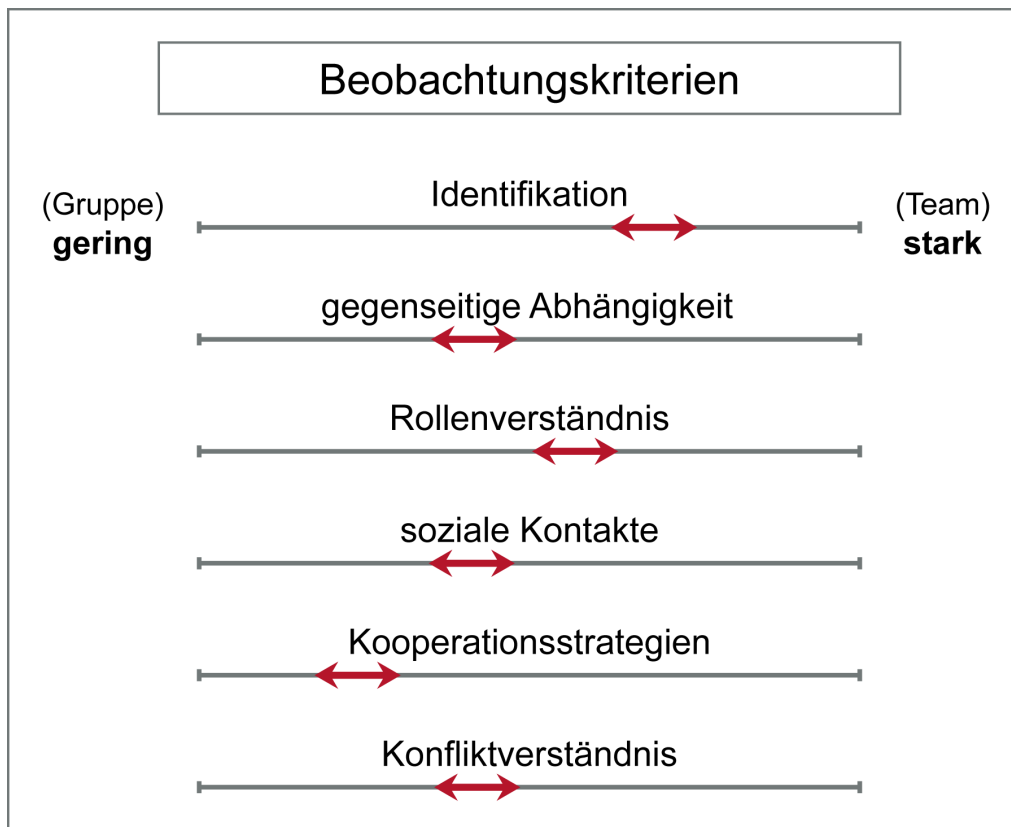 Beobachtungskriterien
Identifikation
(Gruppe)
gering
(Team)
stark
gegenseitige Abhängigkeit
Rollenverständnis
soziale Kontakte
Kooperationsstrategien
Konfliktverständnis